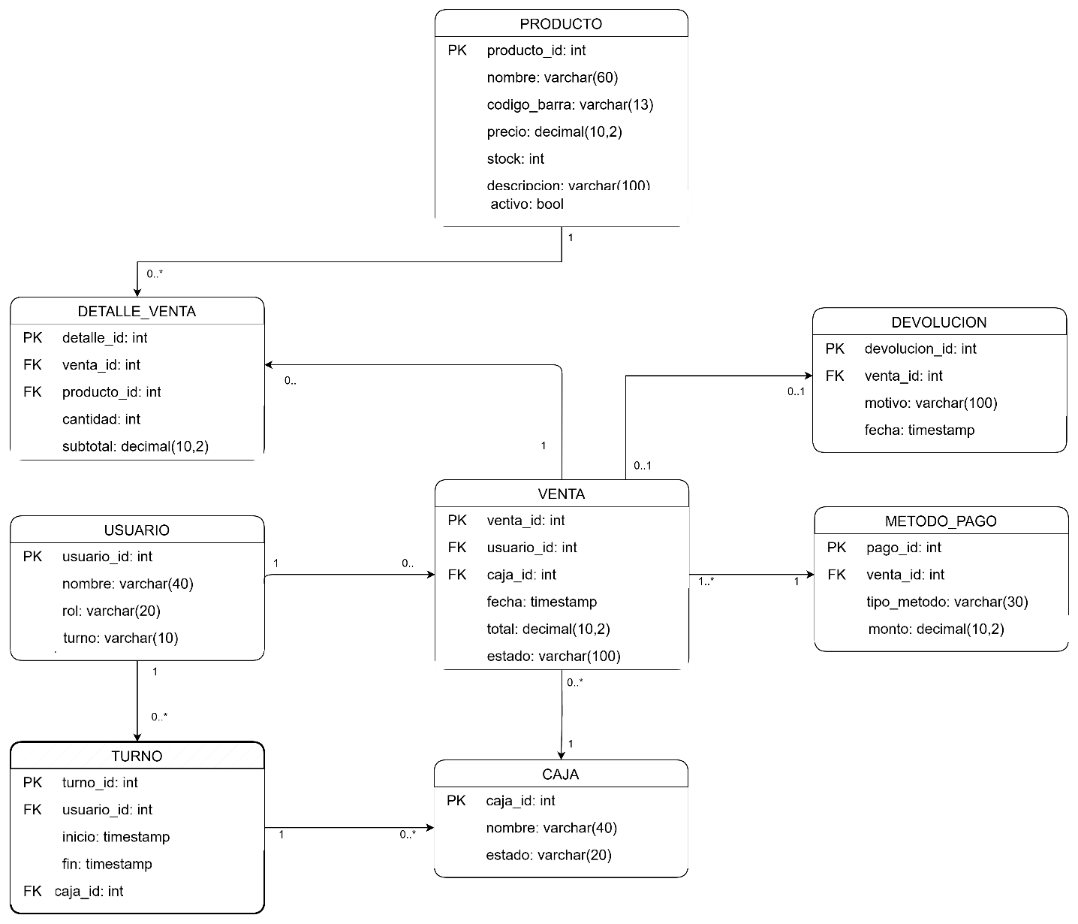 PRODUCTO
PK producto_id: int
nombre: varchar(60)
codigo_barra: varchar(13)
precio: decimal(10,2)
stock: int
descripcion: varchar(100)
activo: bool
1
0..*
DETALLE_VENTA
PK detalle_id: int
FK venta_id: int
FK producto_id: int
cantidad: int
subtotal: decimal(10,2)
0..
1
DEVOLUCION
PK devolucion_id: int
FK venta_id: int
motivo: varchar(100)
fecha: timestamp
0..1
0..1
VENTA
PK venta_id: int
FK usuario_id: int
FK caja_id: int
fecha: timestamp
total: decimal(10,2)
estado: varchar(100)
USUARIO
PK usuario_id: int
nombre: varchar(40)
rol: varchar(20)
turno: varchar(10)
1
0..
METODO_PAGO
PK pago_id: int
FK venta_id: int
tipo_metodo: varchar(30)
monto: decimal(10,2)
1..*
1
1
0..*
0..*
1
TURNO
PK turno_id: int
FK usuario_id: int
inicio: timestamp
fin: timestamp
FK caja_id: int
1
0..*
CAJA
PK caja_id: int
nombre: varchar(40)
estado: varchar(20)